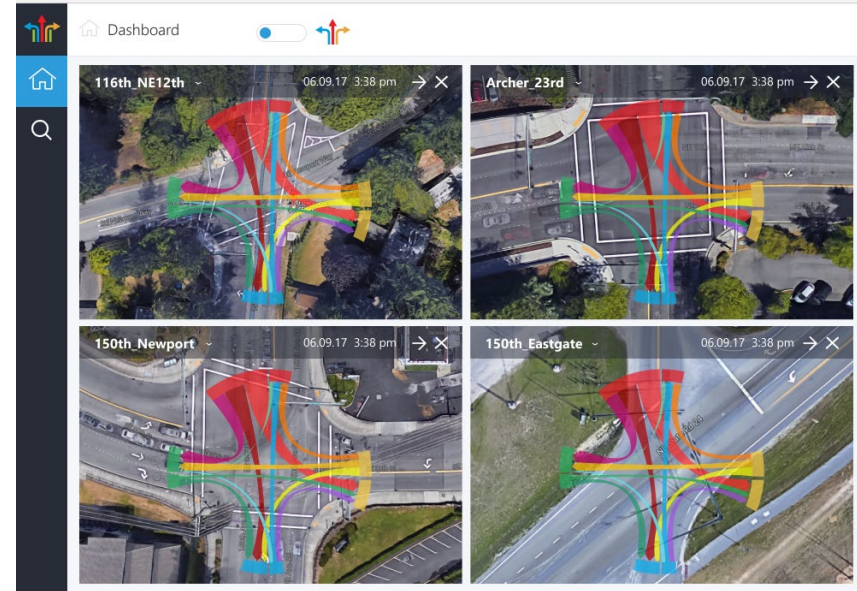 Dashboard
116th_NE12th 06.09.17 3:38 pm
Archer_23rd 06.09.17 3:38 pm
150th_Newport 06.09.17 3:38 pm
150th_Eastgate 06.09.17 3:38 pm